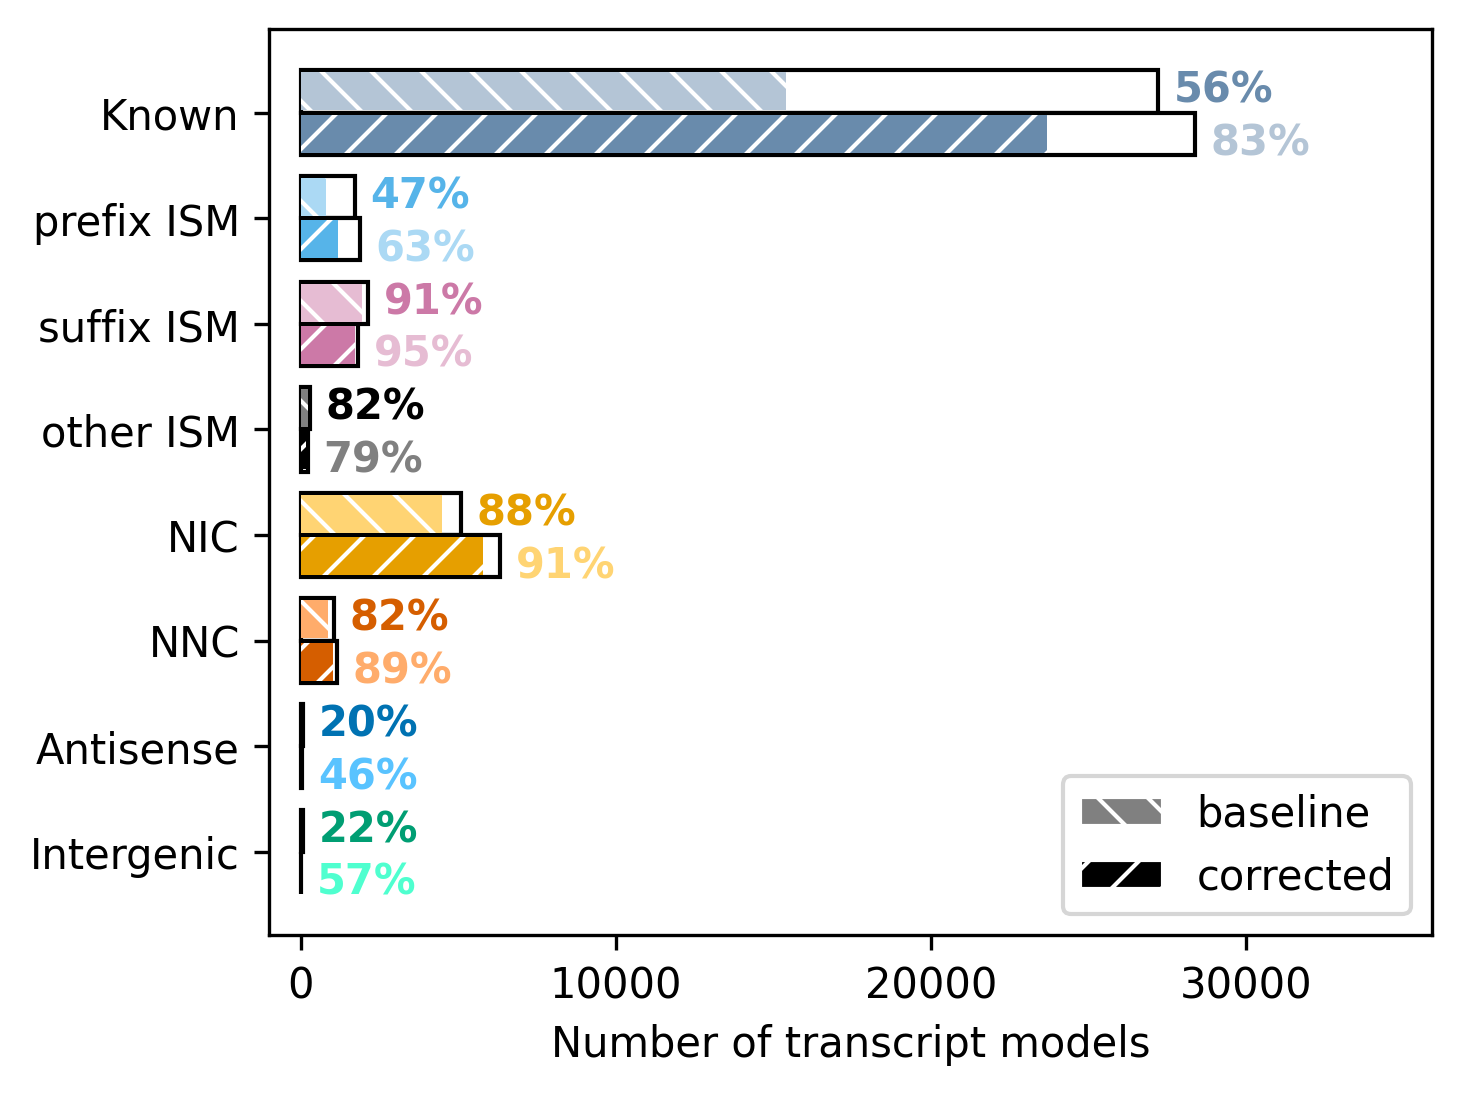 Known
56%
83%
prefix ISM
47%
63%
suffix ISM
91%
95%
other ISM
82%
79%
NIC
88%
91%
NNC
82%
89%
Antisense
20%
46%
Intergenic
22%
57%
baseline
corrected
0 10000 20000 30000
Number of transcript models